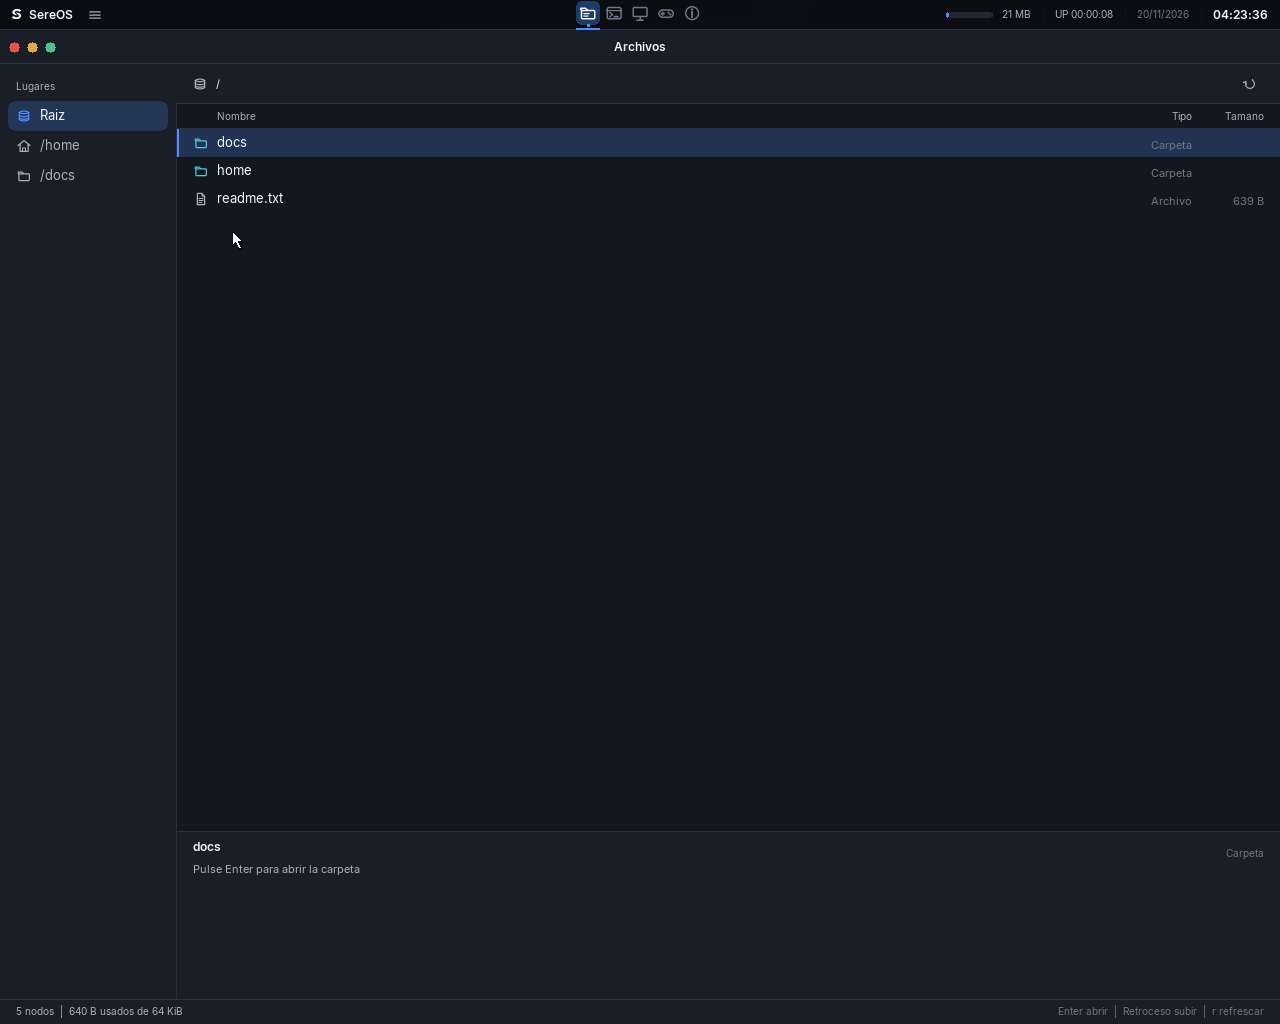 SereOS 21 MB UP 00:00:08 20/11/2026 04:23:36
Archivos
Lugares
Raiz
/home
/docs
/
Nombre Tipo Tamano
docs Carpeta
home Carpeta
readme.txt Archivo 639 B
docs Carpeta
Pulse Enter para abrir la carpeta
5 nodos | 640 B usados de 64 KiB Enter abrir | Retroceso subir | r refrescar